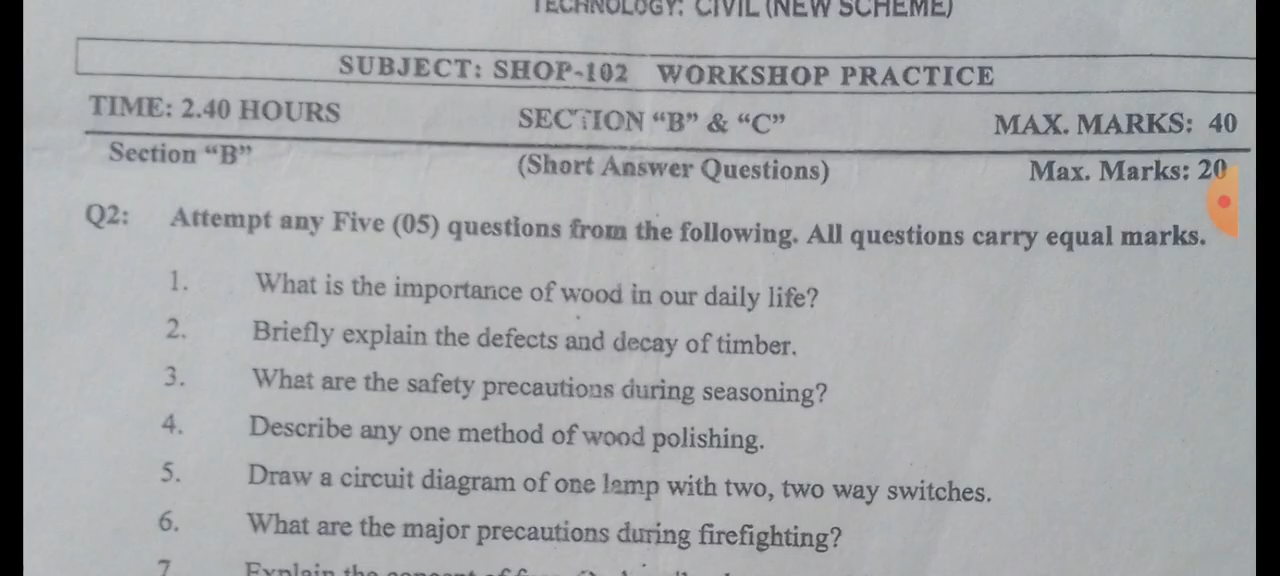 TECHNOLOGY: CIVIL (NEW SCHEME)
SUBJECT: SHOP-102 WORKSHOP PRACTICE
TIME: 2.40 HOURS SECTION “B” & “C” MAX. MARKS: 40
Section “B” (Short Answer Questions) Max. Marks: 20
Q2: Attempt any Five (05) questions from the following. All questions carry equal marks.
1. What is the importance of wood in our daily life?
2. Briefly explain the defects and decay of timber.
3. What are the safety precautions during seasoning?
4. Describe any one method of wood polishing.
5. Draw a circuit diagram of one lamp with two, two way switches.
6. What are the major precautions during firefighting?
7. Explain the concept of